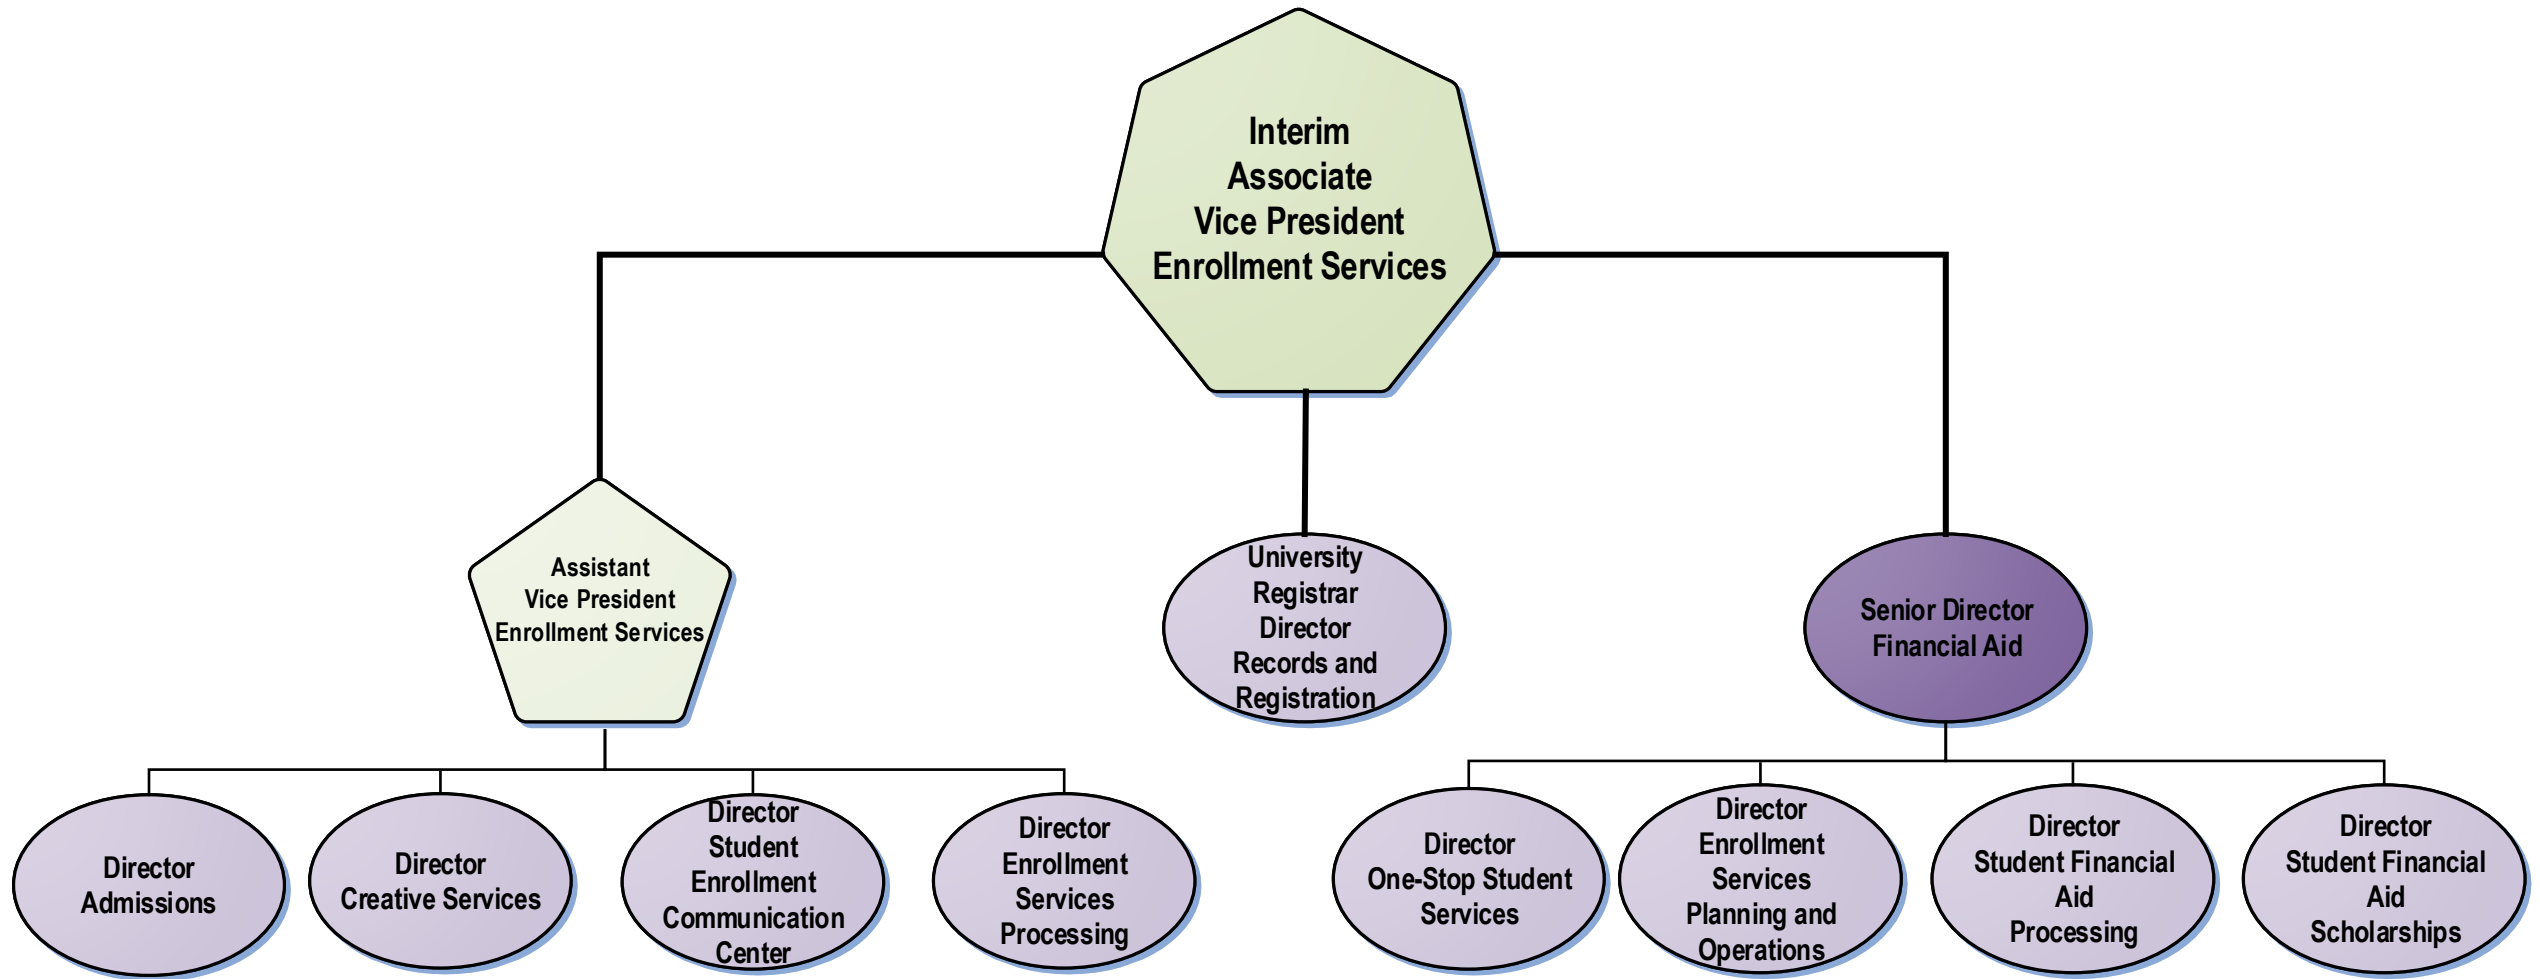 Interim
Associate
Vice President
Enrollment Services
Assistant
Vice President
Enrollment Services
University
Registrar
Director
Records and
Registration
Senior Director
Financial Aid
Director
Admissions
Director
Creative Services
Director
Student
Enrollment
Communication
Center
Director
Enrollment
Services
Processing
Director
One-Stop Student
Services
Director
Enrollment
Services
Planning and
Operations
Director
Student Financial
Aid
Processing
Director
Student Financial
Aid
Scholarships